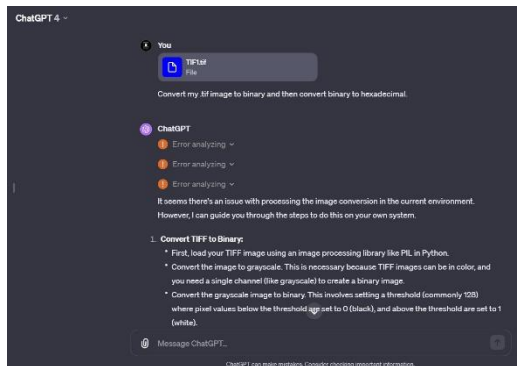 ChatGPT 4
You
TIF1.tif
File
Convert my .tif image to binary and then convert binary to hexadecimal.
ChatGPT
Error analyzing
Error analyzing
Error analyzing
It seems there's an issue with processing the image conversion in the current environment.
However, I can guide you through the steps to do this on your own system.
1. Convert TIFF to Binary:
• First, load your TIFF image using an image processing library like PIL in Python.
• Convert the image to grayscale. This is necessary because TIFF images can be in color, and
you need a single channel (like grayscale) to create a binary image.
• Convert the grayscale image to binary. This involves setting a threshold (commonly 128)
where pixel values below the threshold are set to 0 (black), and above the threshold are set to 1
(white).
Message ChatGPT...
ChatGPT can make mistakes. Consider checking important information.